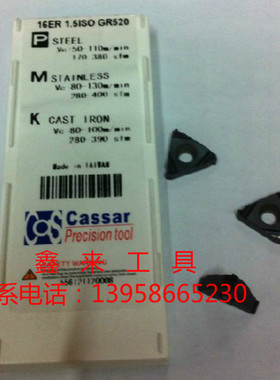 16ER 1.5ISO GR520
P STEEL
Vc -50-110m/min
170-380 sfm
M STAINLESS
Vc -80-130m/min
280-400 sfm
K CAST IRON
Vc -80-100m/min
280-390 sfm
Made in TAIWAN
Cassar
Precision tool
鑫来工具
系电话:13958665230
SAFETY WARNING